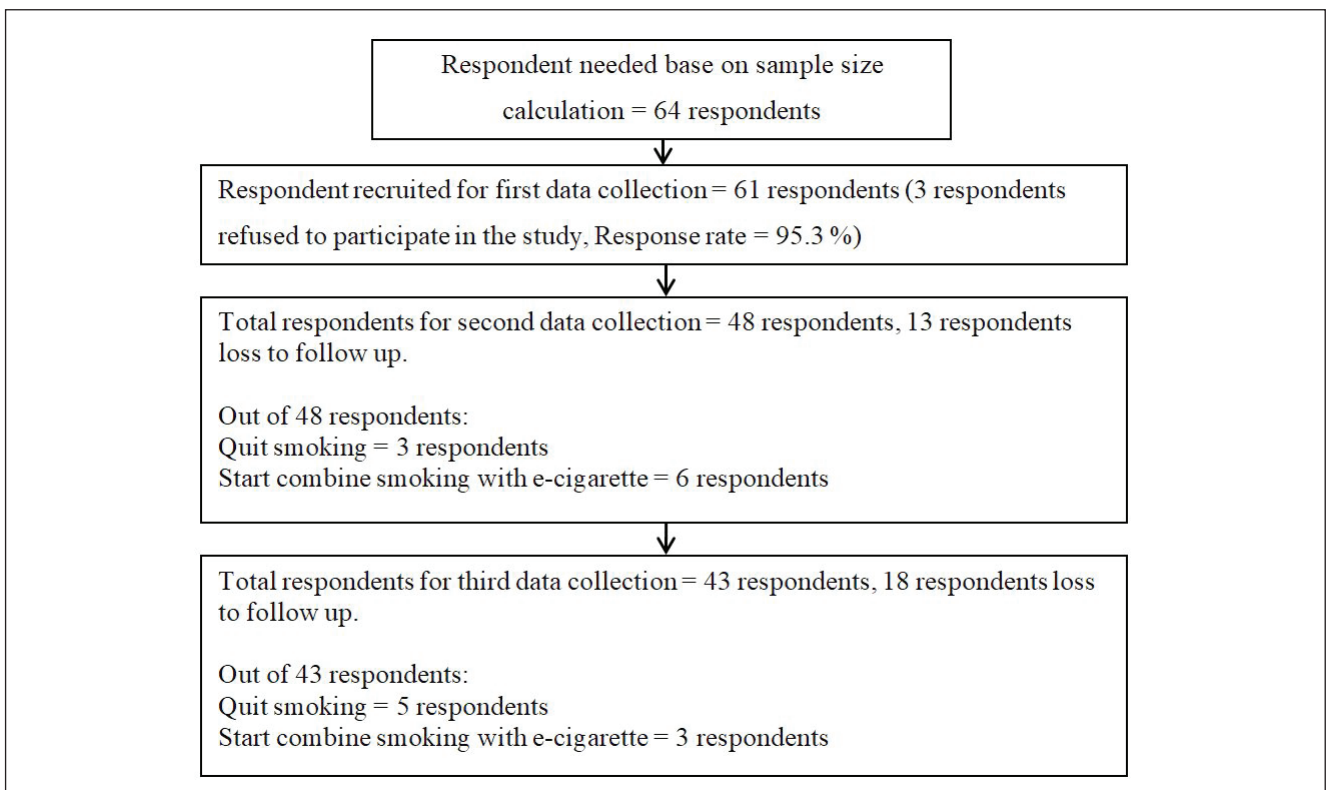 Respondent needed base on sample size
calculation = 64 respondents
Respondent recruited for first data collection = 61 respondents (3 respondents
refused to participate in the study, Response rate = 95.3 %)
Total respondents for second data collection = 48 respondents, 13 respondents
loss to follow up.
Out of 48 respondents:
Quit smoking = 3 respondents
Start combine smoking with e-cigarette = 6 respondents
Total respondents for third data collection = 43 respondents, 18 respondents loss
to follow up.
Out of 43 respondents:
Quit smoking = 5 respondents
Start combine smoking with e-cigarette = 3 respondents